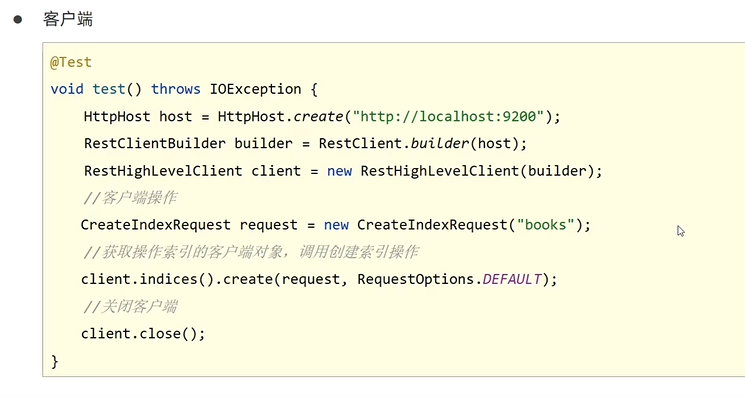 ● 客户端
@Test
void test() throws IOException {
    HttpHost host = HttpHost.create("http://localhost:9200");
    RestClientBuilder builder = RestClient.builder(host);
    RestHighLevelClient client = new RestHighLevelClient(builder);
    //客户端操作
    CreateIndexRequest request = new CreateIndexRequest("books");
    //获取操作索引的客户端对象，调用创建索引操作
    client.indices().create(request, RequestOptions.DEFAULT);
    //关闭客户端
    client.close();
}